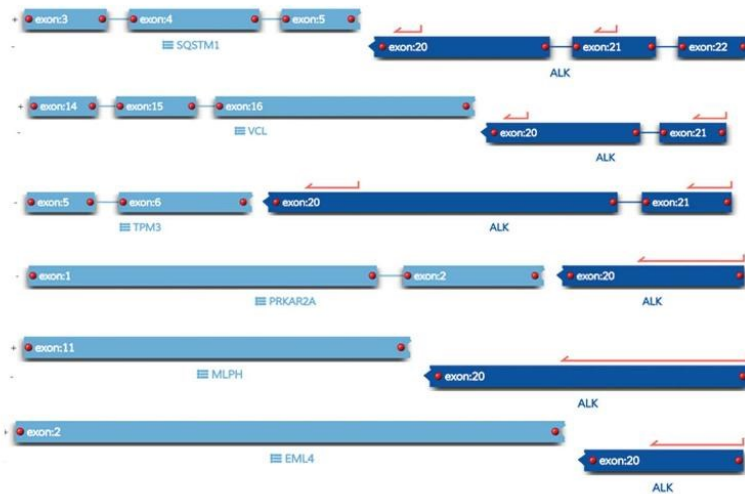 + exon:3 exon:4 exon:5
SQSTM1
- exon:20 exon:21 exon:22
ALK
+ exon:14 exon:15 exon:16
VCL
- exon:20 exon:21
ALK
- exon:5 exon:6 exon:20 exon:21
TPM3 ALK
- exon:1 exon:2 exon:20
PRKAR2A ALK
+ exon:11
MLPH
- exon:20
ALK
+ exon:2
EML4
- exon:20
ALK